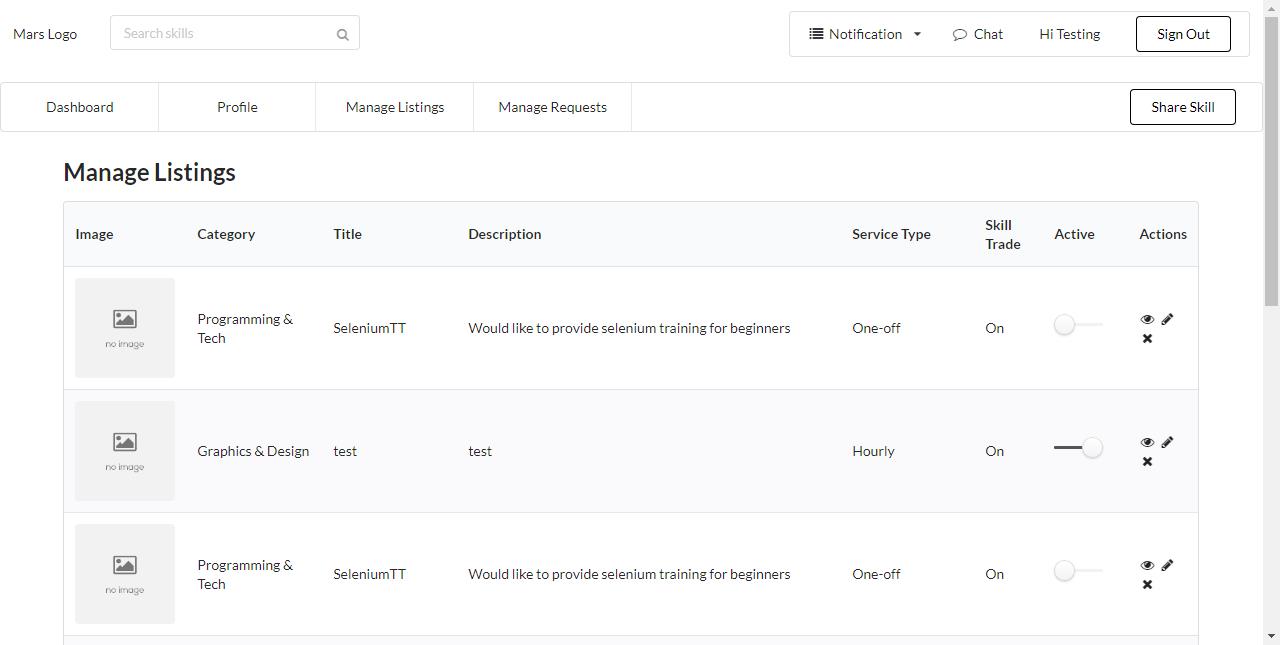 Mars Logo
Search skills
Notification
Chat
Hi Testing
Sign Out
Dashboard
Profile
Manage Listings
Manage Requests
Share Skill
Manage Listings
Image
Category
Title
Description
Service Type
Skill
Trade
Active
Actions
no image
Programming &
Tech
SeleniumTT
Would like to provide selenium training for beginners
One-off
On
no image
Graphics & Design
test
test
Hourly
On
no image
Programming &
Tech
SeleniumTT
Would like to provide selenium training for beginners
One-off
On